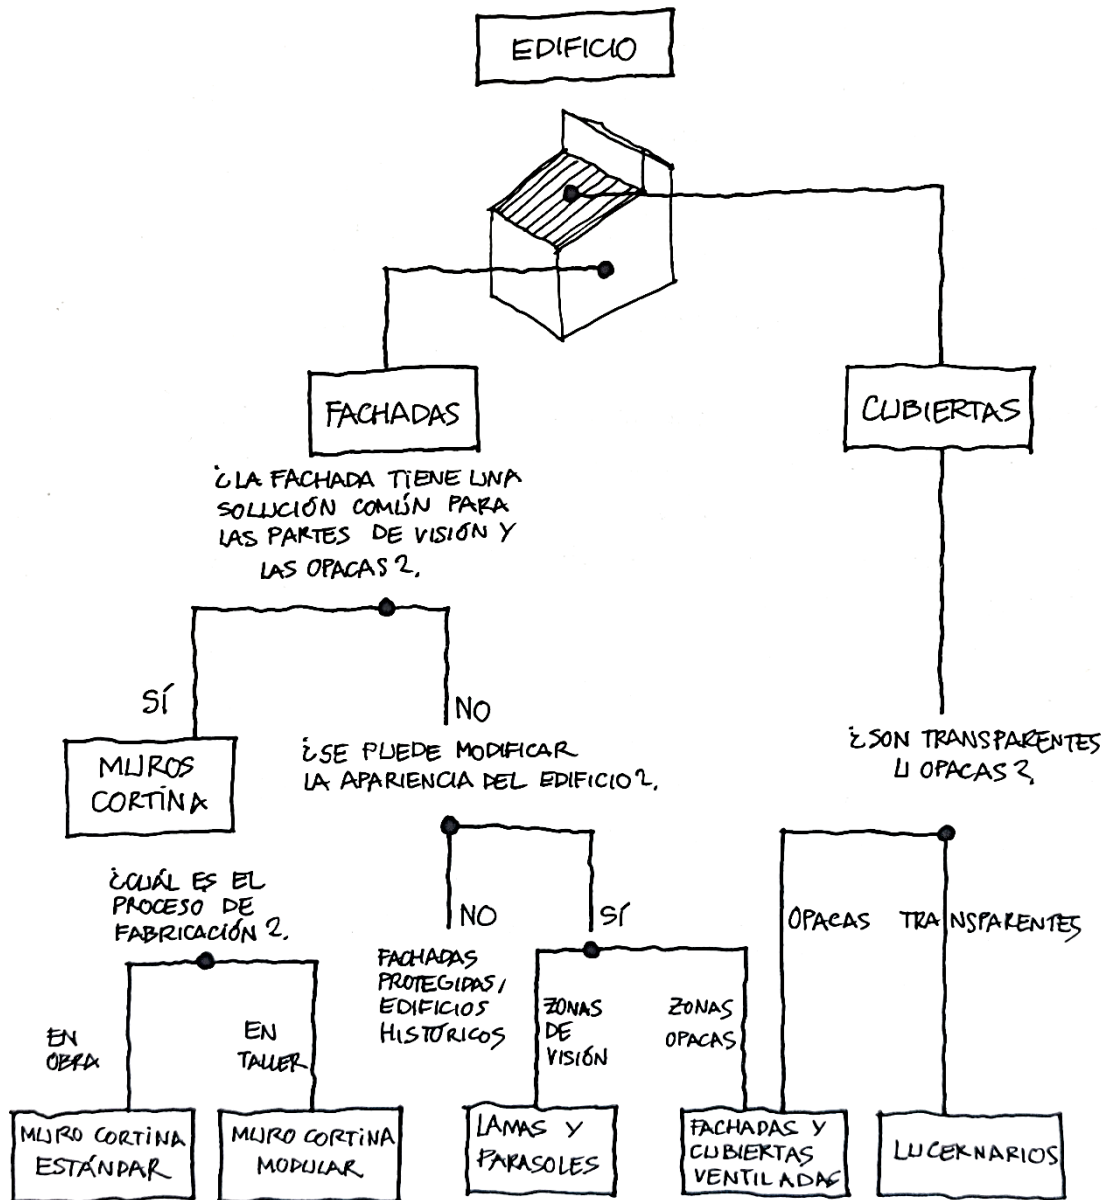 EDIFICIO
FACHADAS
CUBIERTAS
¿LA FACHADA TIENE UNA
SOLUCIÓN COMÚN PARA
LAS PARTES DE VISIÓN Y
LAS OPACAS?
SÍ
NO
MUROS
CORTINA
¿SE PUEDE MODIFICAR
LA APARIENCIA DEL EDIFICIO?
¿SON TRANSPARENTES
U OPACAS?
¿CUÁL ES EL
PROCESO DE
FABRICACIÓN?
NO
SÍ
OPACAS
TRANSPARENTES
FACHADAS
PROTEGIDAS/
EDIFICIOS
HISTÓRICOS
ZONAS
DE
VISIÓN
ZONAS
OPACAS
EN
OBRA
EN
TALLER
MURO CORTINA
ESTÁNDAR
MURO CORTINA
MODULAR
LAMAS Y
PARASOLES
FACHADAS Y
CUBIERTAS
VENTILADAS
LUCERNARIOS